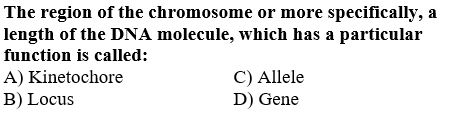 The region of the chromosome or more specifically, a
length of the DNA molecule, which has a particular
function is called:
A) Kinetochore C) Allele
B) Locus D) Gene